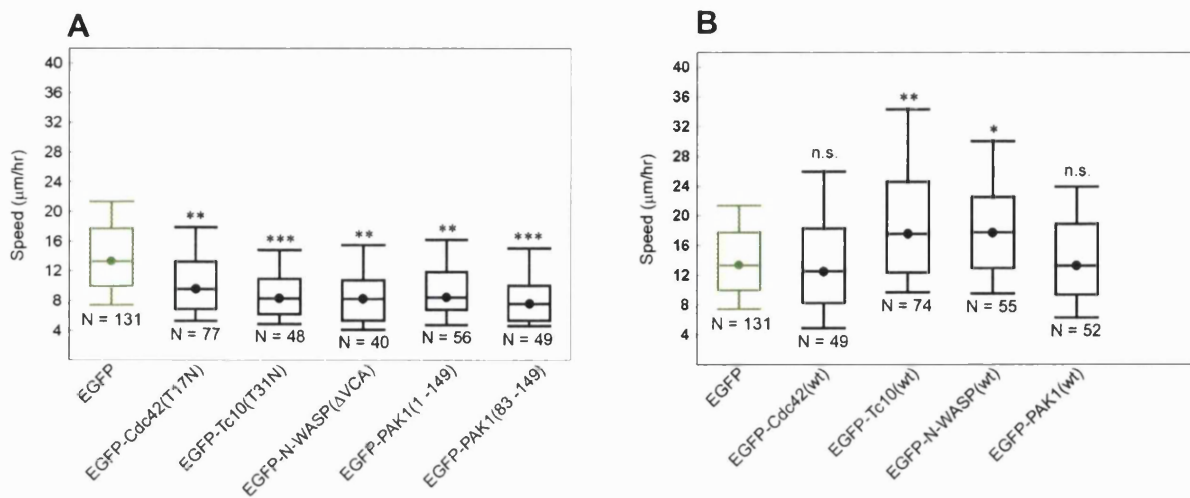 A
Speed (μm/hr)
40
36
32
28
24
20
16
12
8
4
**
***
**
**
***
N = 131
N = 77
N = 48
N = 40
N = 56
N = 49
EGFP
EGFP-Cdc42(T17N)
EGFP-Tc10(T31N)
EGFP-N-WASP(ΔVCA)
EGFP-PAK1(1 -149)
EGFP-PAK1(83 -149)
B
Speed (μm/hr)
40
36
32
28
24
20
16
12
8
4
n.s.
**
*
n.s.
N = 131
N = 49
N = 74
N = 55
N = 52
EGFP
EGFP-Cdc42(wt)
EGFP-Tc10(wt)
EGFP-N-WASP(wt)
EGFP-PAK1(wt)